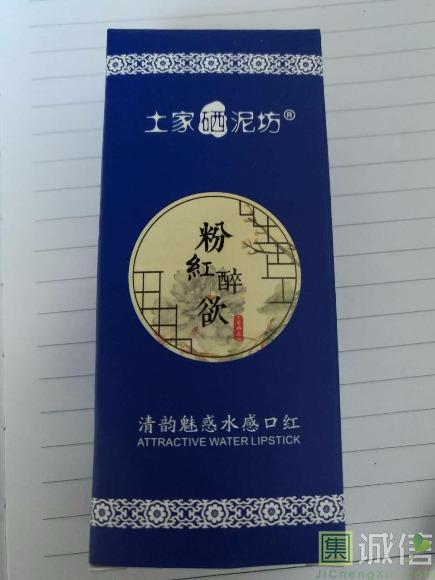 土家硒泥坊®
粉
紅
醉
欲
清韵魅惑水感口红
ATTRACTIVE WATER LIPSTICK
集诚信
JiChengXin.com